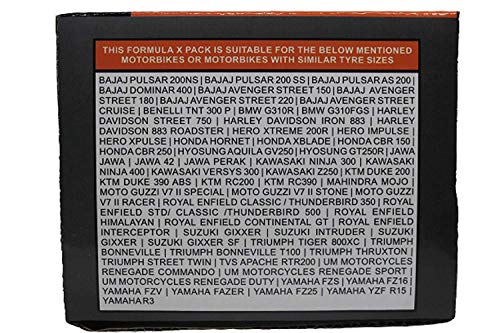 THIS FORMULA X PACK IS SUITABLE FOR THE BELOW MENTIONED
MOTORBIKES OR MOTORBIKES WITH SIMILAR TYRE SIZES
BAJAJ PULSAR 200NS | BAJAJ PULSAR 200 SS | BAJAJ PULSAR AS 200
BAJAJ DOMINAR 400 | BAJAJ AVENGER STREET 150 | BAJAJ AVENGER
STREET 180 | BAJAJ AVENGER STREET 220 | BAJAJ AVENGER STREET
CRUISE | BENELLI TNT 300 P | BMW G310R | BMW G310FGS | HARLEY
DAVIDSON STREET 750 | HARLEY DAVIDSON IRON 883 | HARLEY
DAVIDSON 883 ROADSTER | HERO XTREME 200R | HERO IMPULSE
HERO XPULSE | HONDA HORNET | HONDA XBLADE | HONDA CBR 150
HONDA CBR 250 | HYOSUNG AQUILA GV250 | HYOSUNG GT250R | JAWA
JAWA | JAWA 42 | JAWA PERAK | KAWASAKI NINJA 300 | KAWASAKI
NINJA 400 | KAWASAKI VERSYS 300 | KAWASAKI Z250 | KTM DUKE 200
KTM DUKE 390 ABS | KTM RC200 | KTM RC390 | MAHINDRA MOJO |
MOTO GUZZI V7 II SPECIAL | MOTO GUZZI V7 II STONE | MOTO GUZZI
V7 II RACER | ROYAL ENFIELD CLASSIC / THUNDERBIRD 350 | ROYAL
ENFIELD STD/ CLASSIC /THUNDERBIRD 500 | ROYAL ENFIELD
HIMALAYAN | ROYAL ENFIELD CONTINENTAL GT | ROYAL ENFIELD
INTERCEPTOR | SUZUKI GIXXER | SUZUKI INTRUDER | SUZUKI
GIXXER | SUZUKI GIXXER SF | TRIUMPH TIGER 800XC | TRIUMPH
BONNEVILLE | TRIUMPH BONNEVILLE T100 | TRIUMPH THRUXTON |
TRIUMPH STREET TWIN | TVS APACHE RTR200 | UM MOTORCYCLES
RENEGADE COMMANDO | UM MOTORCYCLES RENEGADE SPORT |
UM MOTORCYCLES RENEGADE DUTY | YAMAHA FZS | YAMAHA FZ16 |
YAMAHA FZV | YAMAHA FAZER | YAMAHA FZ25 | YAMAHA YZF R15 |
YAMAHA R3